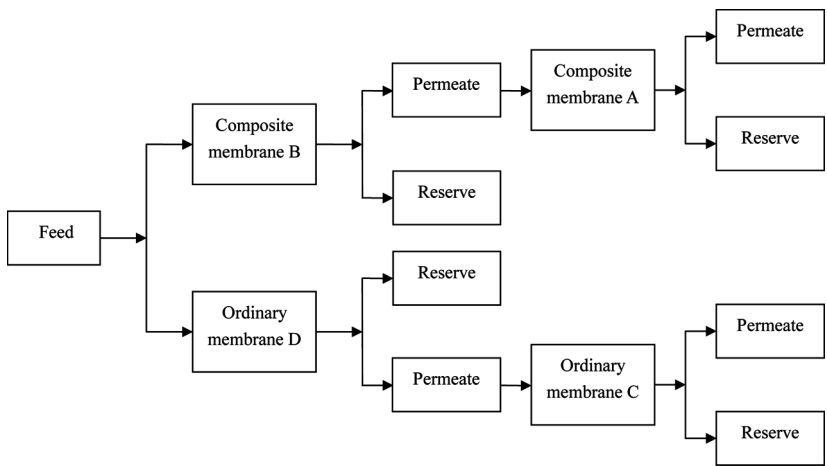 Feed
Composite
membrane B
Permeate
Composite
membrane A
Permeate
Reserve
Reserve
Ordinary
membrane D
Reserve
Permeate
Ordinary
membrane C
Permeate
Reserve